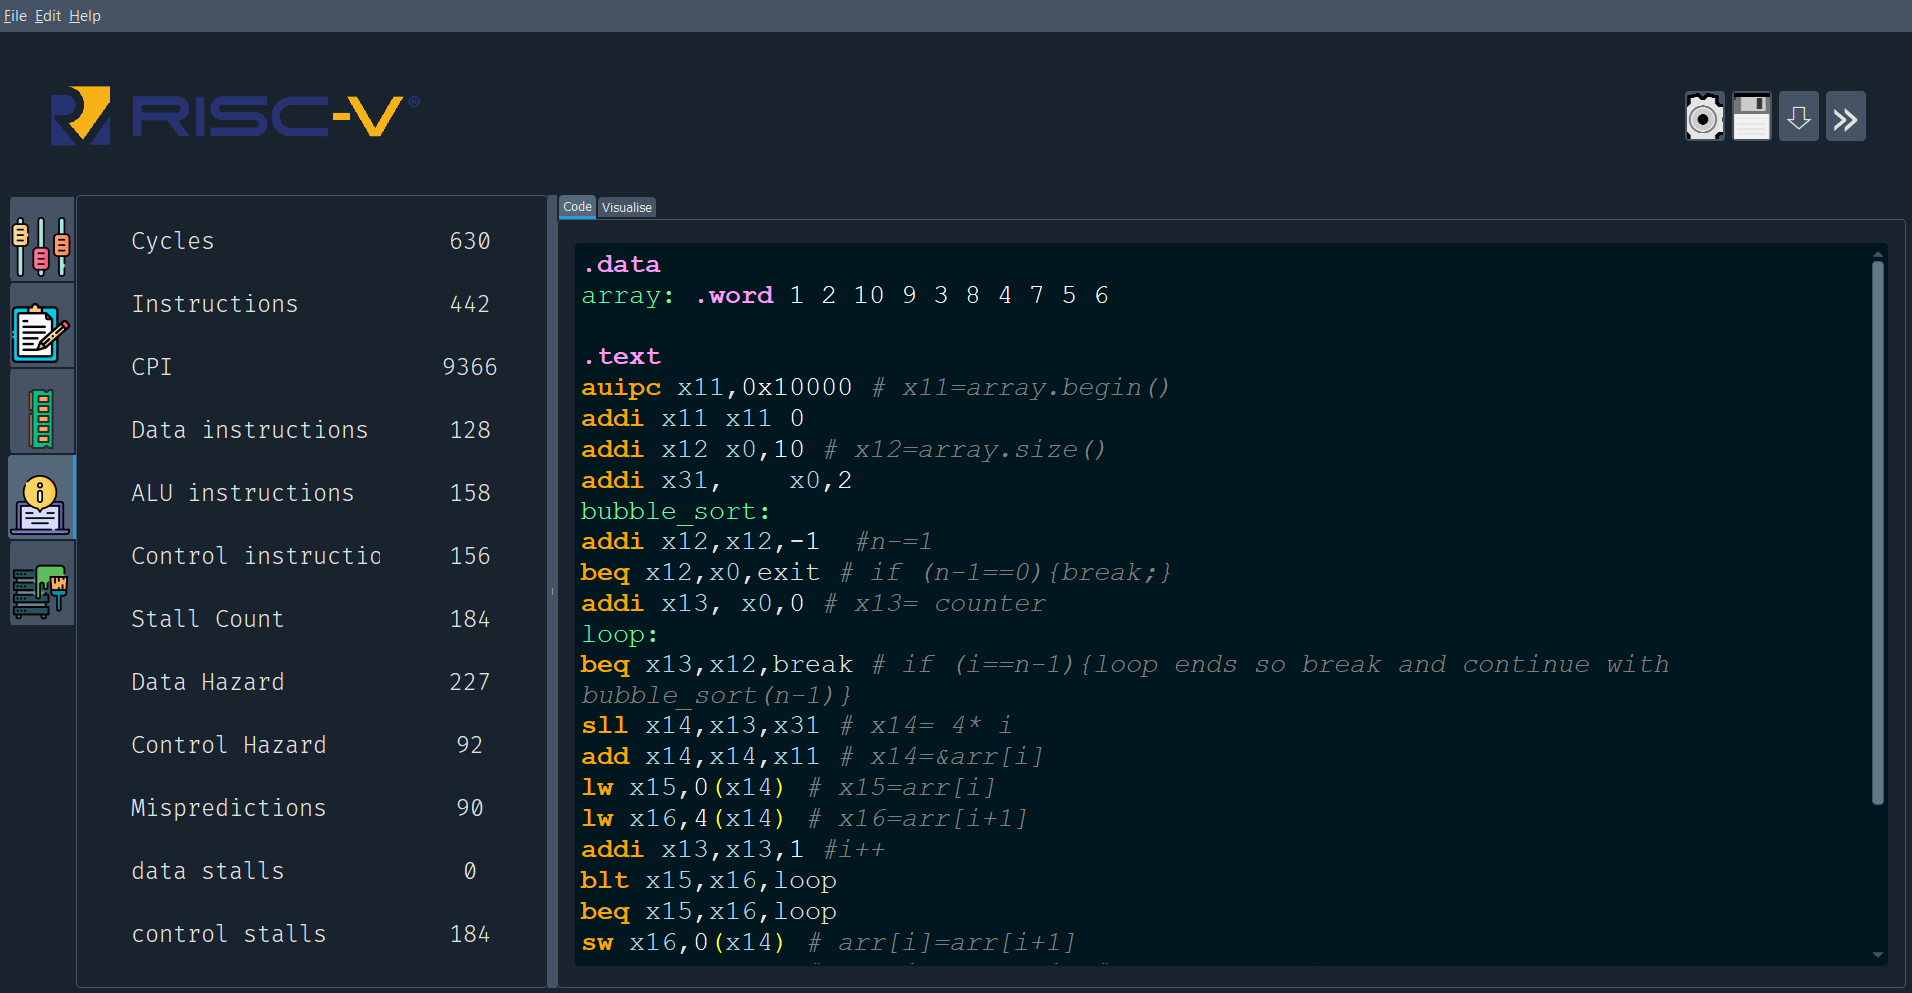 File Edit Help
RISC-V®
Cycles 630
Instructions 442
CPI 9366
Data instructions 128
ALU instructions 158
Control instructio 156
Stall Count 184
Data Hazard 227
Control Hazard 92
Mispredictions 90
data stalls 0
control stalls 184
Code Visualise
.data
array: .word 1 2 10 9 3 8 4 7 5 6
.text
auipc x11,0x10000 # x11=array.begin()
addi x11 x11 0
addi x12 x0,10 # x12=array.size()
addi x31,    x0,2
bubble_sort:
addi x12,x12,-1  #n-=1
beq x12,x0,exit # if (n-1==0){break;}
addi x13, x0,0 # x13= counter
loop:
beq x13,x12,break # if (i==n-1){loop ends so break and continue with
bubble_sort(n-1)}
sll x14,x13,x31 # x14= 4* i
add x14,x14,x11 # x14=&arr[i]
lw x15,0(x14) # x15=arr[i]
lw x16,4(x14) # x16=arr[i+1]
addi x13,x13,1 #i++
blt x15,x16,loop
beq x15,x16,loop
sw x16,0(x14) # arr[i]=arr[i+1]